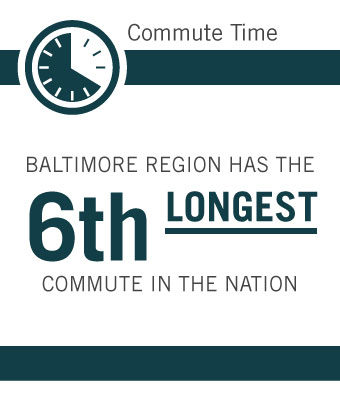 Commute Time
BALTIMORE REGION HAS THE
6th LONGEST
COMMUTE IN THE NATION